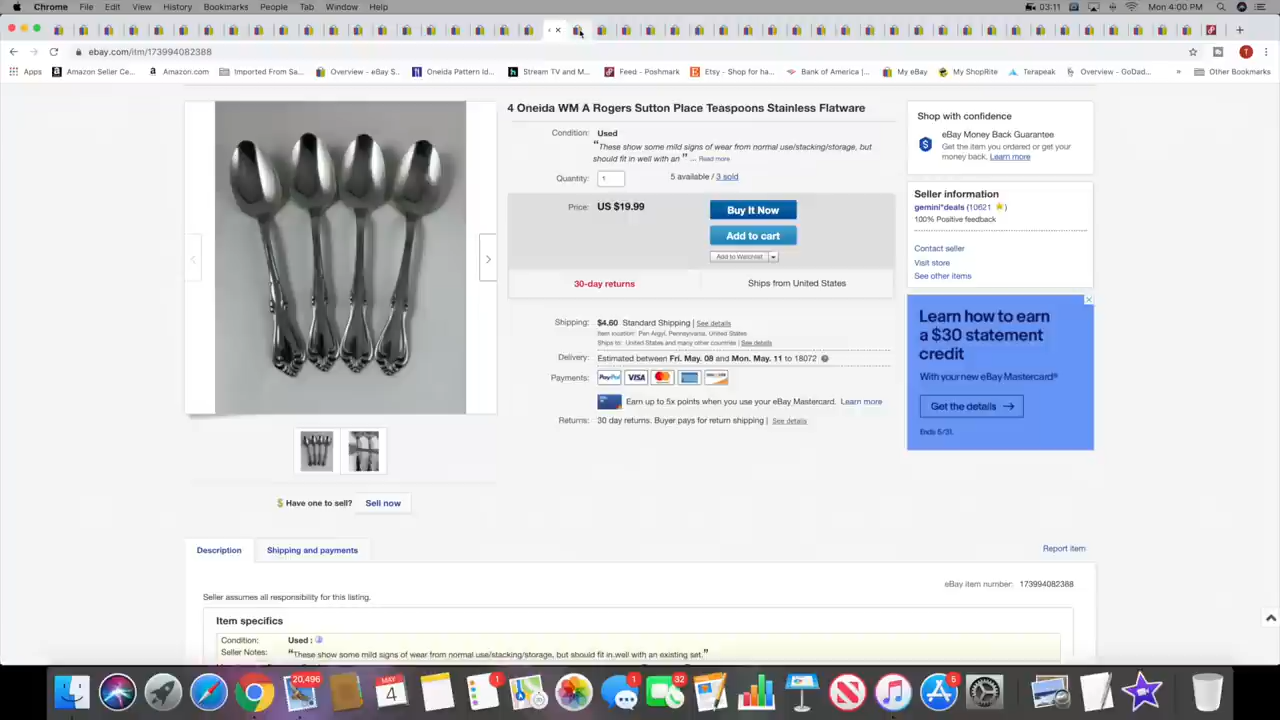 Chrome File Edit View History Bookmarks People Tab Window Help 03:11 Mon 4:00 PM
ebay.com/itm/173994082388 T
Apps Amazon Seller Ce... Amazon.com Imported From Sa... Overview - eBay S... Oneida Pattern Id... Stream TV and M... Feed - Poshmark Etsy - Shop for ha... Bank of America |... My eBay My ShopRite Terapeak Overview - GoDad... » Other Bookmarks
4 Oneida WM A Rogers Sutton Place Teaspoons Stainless Flatware
Condition: Used
“These show some mild signs of wear from normal use/stacking/storage, but
should fit in well with an ” ... Read more
Quantity: 1 5 available / 3 sold
Price: US $19.99 Buy It Now
Add to cart
Add to Watchlist
30-day returns Ships from United States
Shipping: $4.60 Standard Shipping | See details
Item location: Pen Argyl, Pennsylvania, United States
Ships to: United States and many other countries | See details
Delivery: Estimated between Fri. May. 08 and Mon. May. 11 to 18072
Payments: PayPal VISA
Earn up to 5x points when you use your eBay Mastercard. Learn more
Returns: 30 day returns. Buyer pays for return shipping | See details
Shop with confidence
eBay Money Back Guarantee
Get the item you ordered or get your
money back. Learn more
Seller information
gemini*deals (10621 )
100% Positive feedback
Contact seller
Visit store
See other items
Learn how to earn
a $30 statement
credit
With your new eBay Mastercard®
Get the details →
Ends 5/31.
Have one to sell? Sell now
Description Shipping and payments Report item
eBay item number: 173994082388
Seller assumes all responsibility for this listing.
Item specifics
Condition: Used :
Seller Notes: “These show some mild signs of wear from normal use/stacking/storage, but should fit in well with an existing set.”
20,496 MAY 4 1 1 32 5